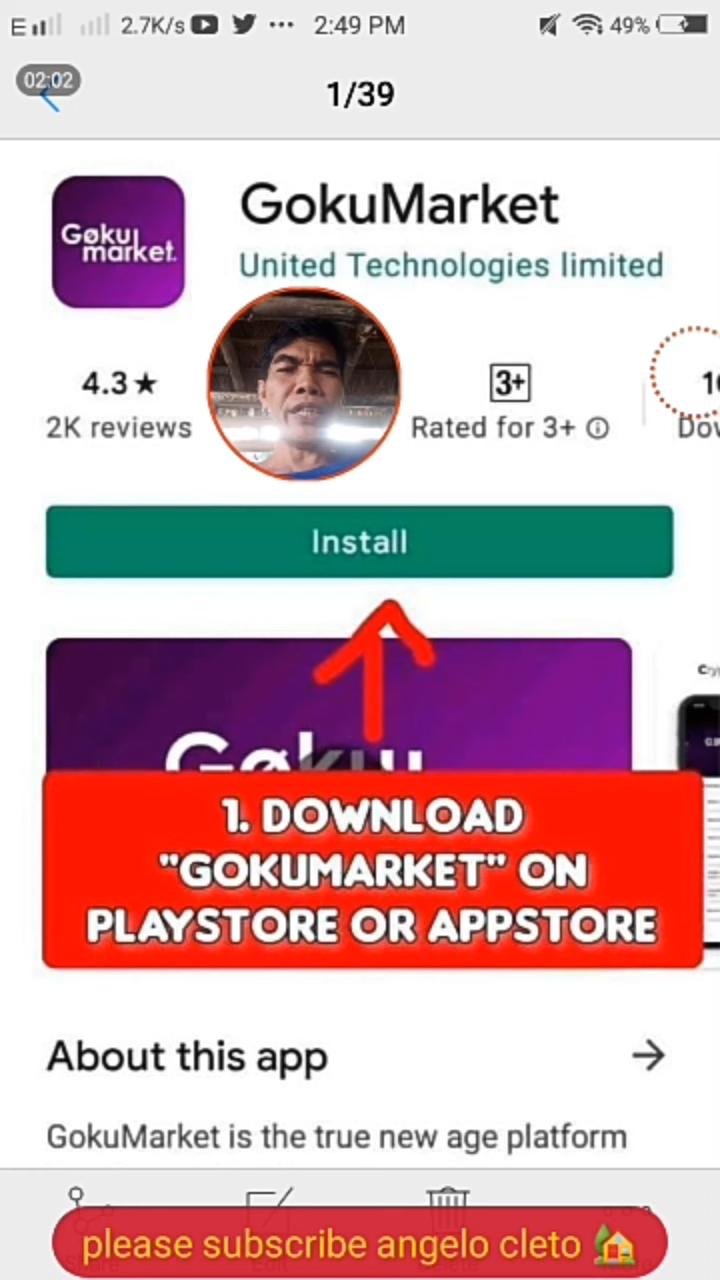 E
2.7K/s
2:49 PM
49%
02:02
1/39
Gøku
market.
GokuMarket
United Technologies limited
4.3★
2K reviews
3+
Rated for 3+
Install
Gøku
1. DOWNLOAD
"GOKUMARKET" ON
PLAYSTORE OR APPSTORE
About this app
GokuMarket is the true new age platform
please subscribe angelo cleto 🏡